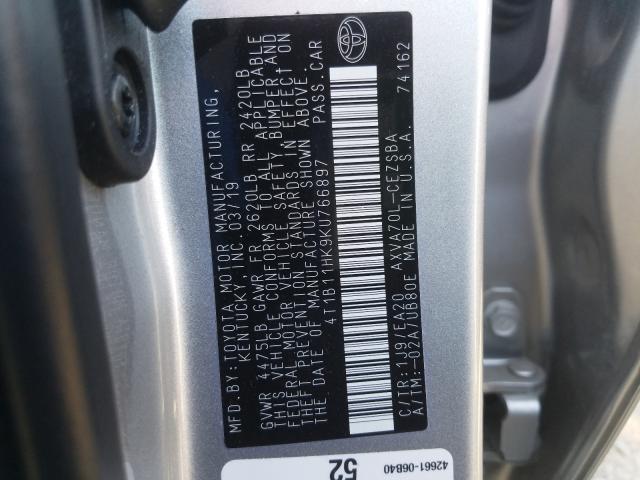 MFD.BY:TOYOTA MOTOR MANUFACTURING,
KENTUCKY, INC. 03/19
GVWR 4475LB GAWR FR 2620LB RR 2420LB
THIS VEHICLE CONFORMS TO ALL APPLICABLE
FEDERAL MOTOR VEHICLE SAFETY, BUMPER AND
THEFT PREVENTION STANDARDS IN EFFECT ON
THE DATE OF MANUFACTURE SHOWN ABOVE.
4T1B11HK9KU766897 PASS.CAR
C/TR:1J9/EA20 AXVA70L-CEZSBA
A/TM:-02A/UB80E MADE IN U.S.A. 74162
42661-06B40
52